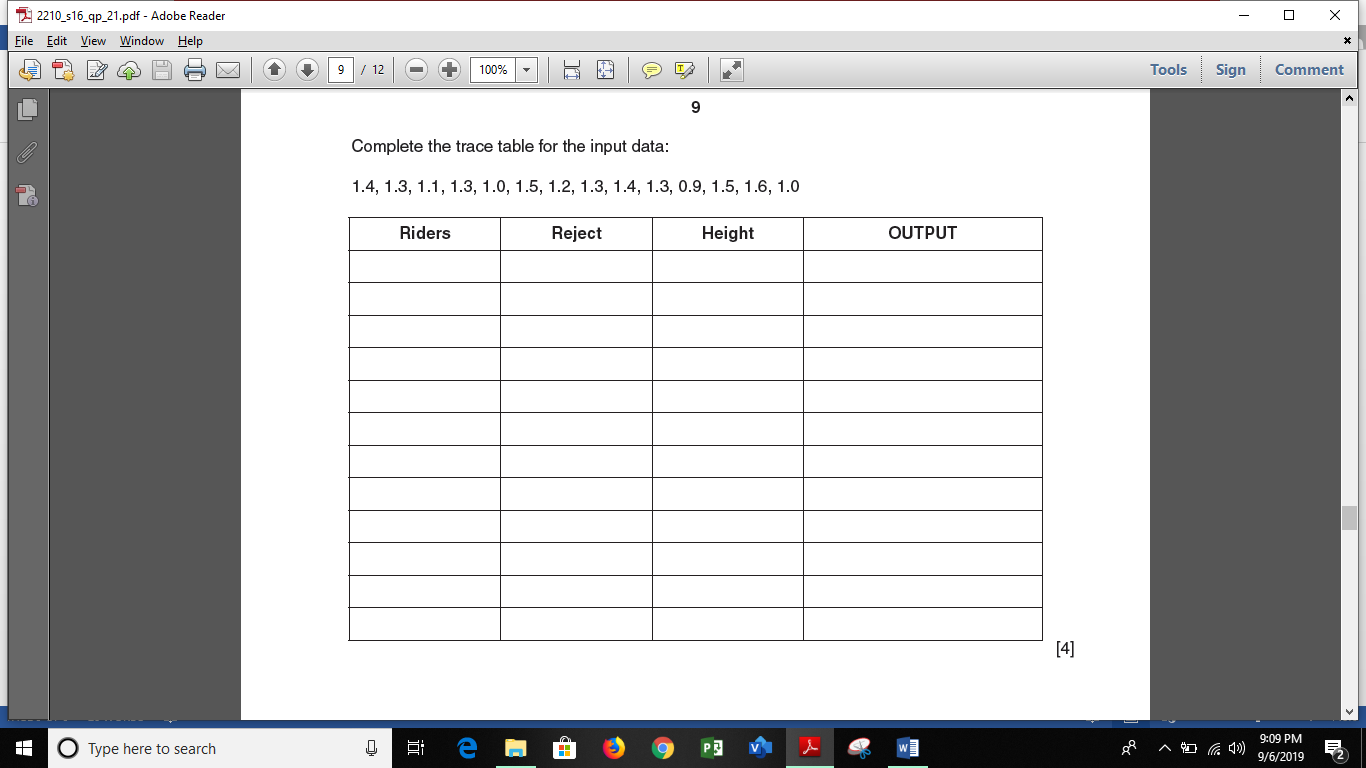 2210_s16_qp_21.pdf - Adobe Reader
File Edit View Window Help
9 / 12 100% Tools Sign Comment
9
Complete the trace table for the input data:
1.4, 1.3, 1.1, 1.3, 1.0, 1.5, 1.2, 1.3, 1.4, 1.3, 0.9, 1.5, 1.6, 1.0
Riders Reject Height OUTPUT
[4]
Type here to search
9:09 PM
9/6/2019
2